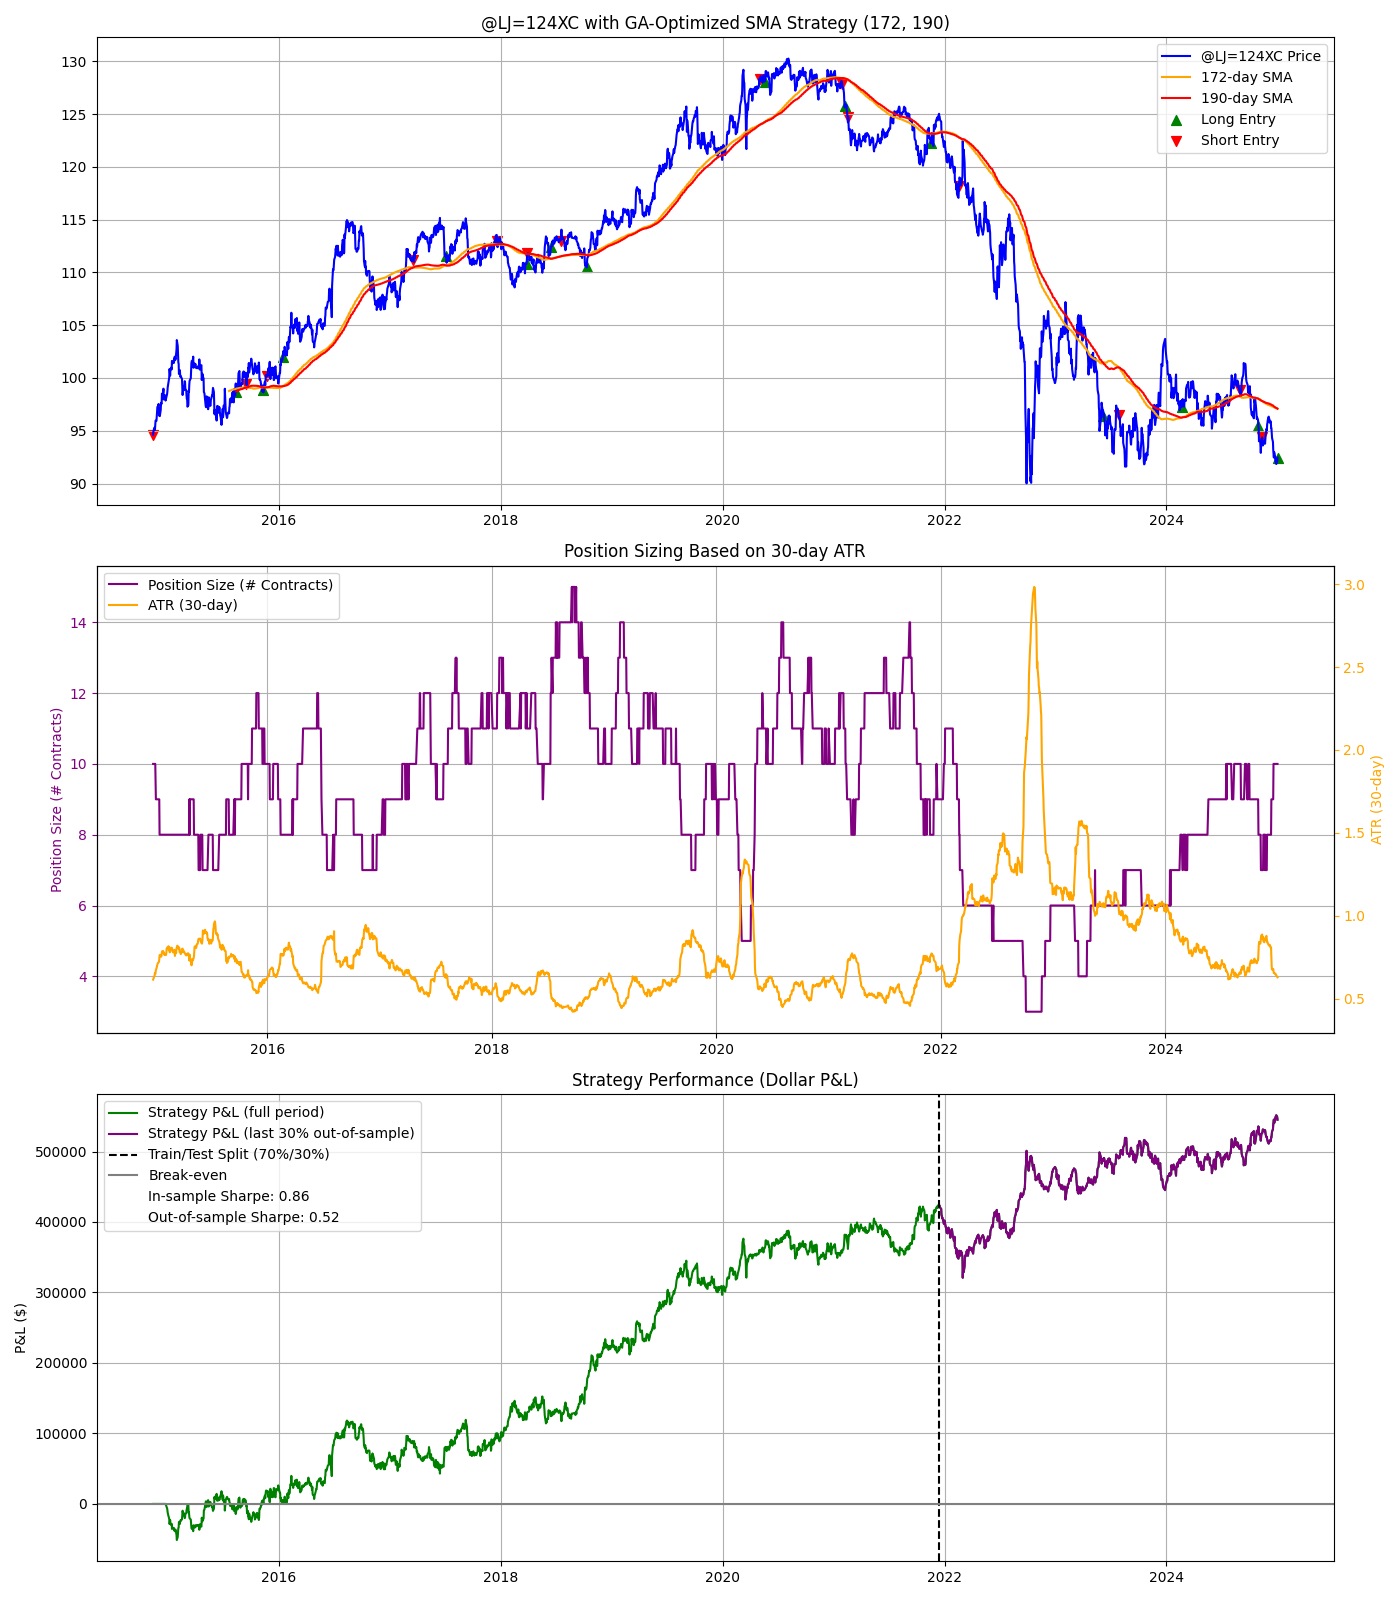 @LJ=124XC with GA-Optimized SMA Strategy (172, 190)
@LJ=124XC Price
172-day SMA
190-day SMA
Long Entry
Short Entry
130
125
120
115
110
105
100
95
90
2016 2018 2020 2022 2024
Position Sizing Based on 30-day ATR
Position Size (# Contracts)
ATR (30-day)
Position Size (# Contracts)
14
12
10
8
6
4
3.0
2.5
2.0
1.5
1.0
0.5
ATR (30-day)
2016 2018 2020 2022 2024
Strategy Performance (Dollar P&L)
Strategy P&L (full period)
Strategy P&L (last 30% out-of-sample)
Train/Test Split (70%/30%)
Break-even
In-sample Sharpe: 0.86
Out-of-sample Sharpe: 0.52
P&L ($)
500000
400000
300000
200000
100000
0
2016 2018 2020 2022 2024